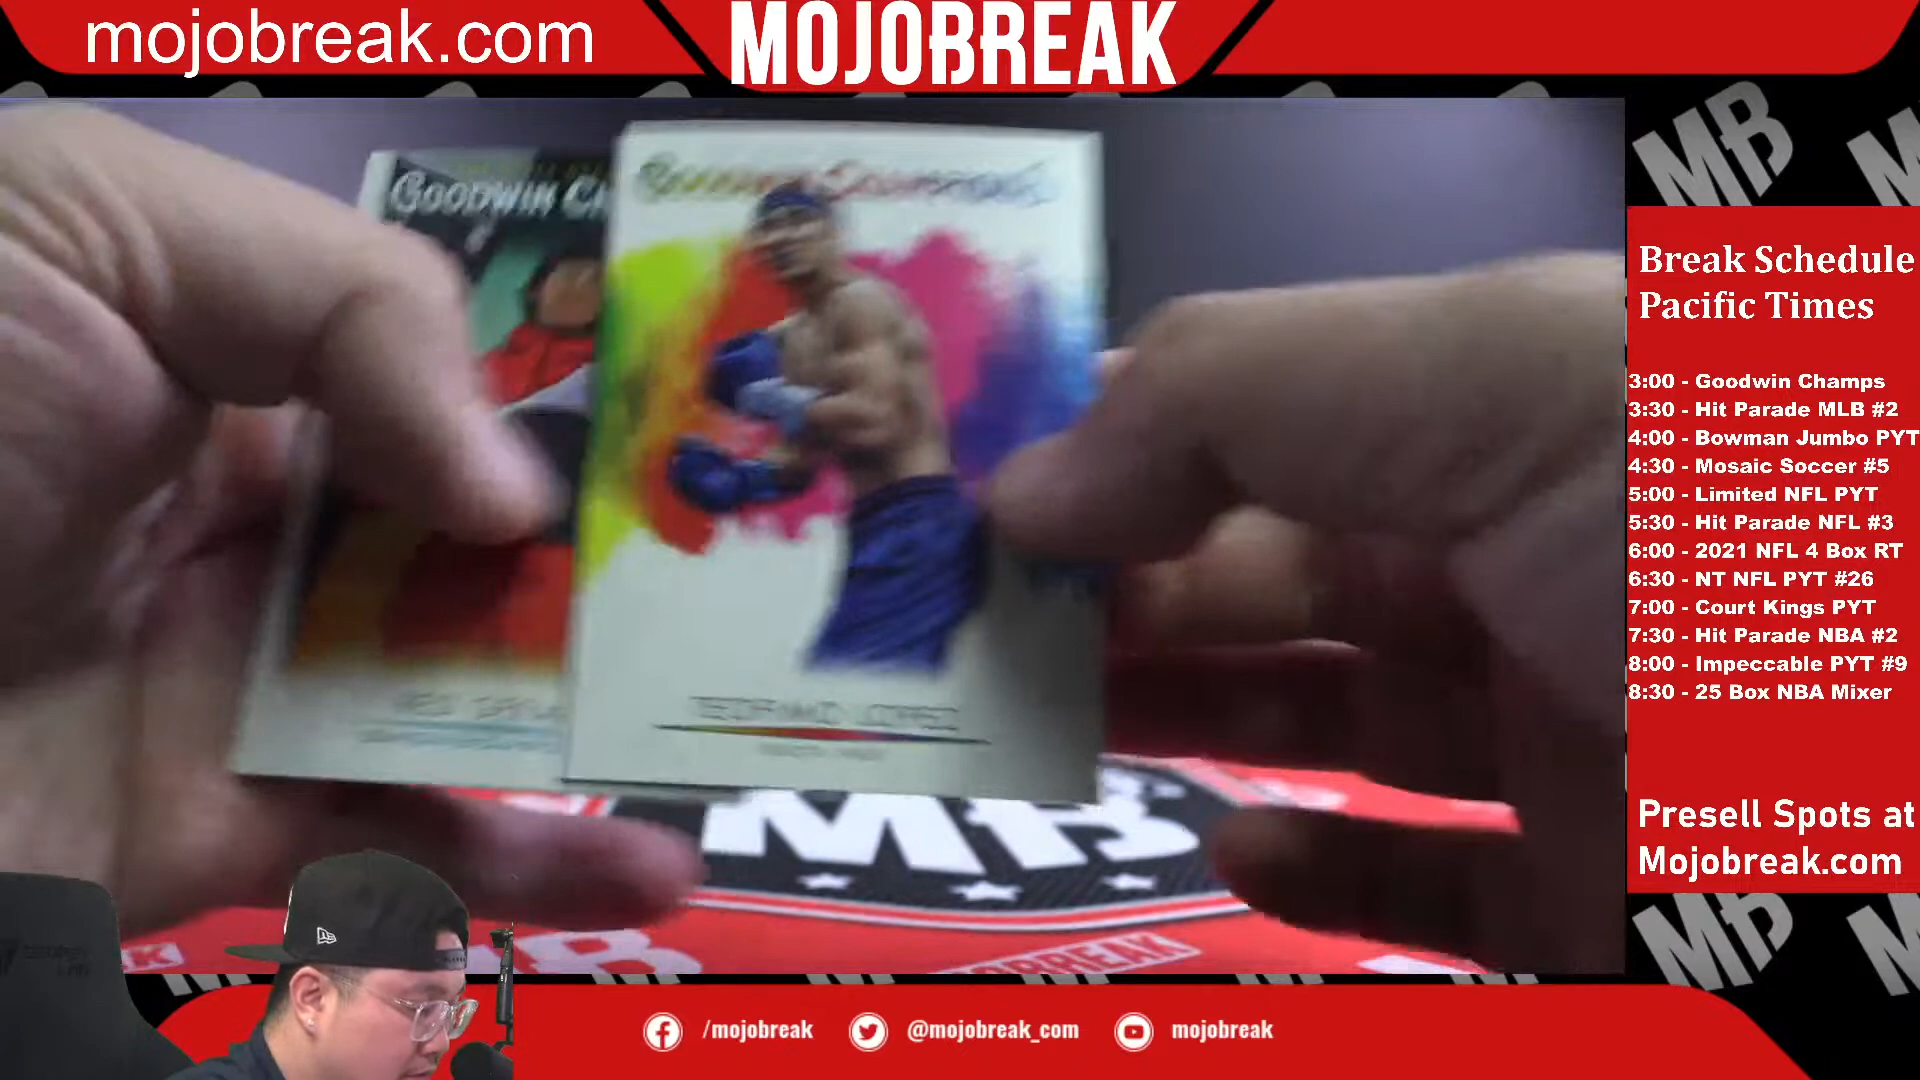 mojobreak.com
MOJOBREAK
GOODWIN
TEOFIMO LOPEZ
Break Schedule
Pacific Times
3:00 - Goodwin Champs
3:30 - Hit Parade MLB #2
4:00 - Bowman Jumbo PYT
4:30 - Mosaic Soccer #5
5:00 - Limited NFL PYT
5:30 - Hit Parade NFL #3
6:00 - 2021 NFL 4 Box RT
6:30 - NT NFL PYT #26
7:00 - Court Kings PYT
7:30 - Hit Parade NBA #2
8:00 - Impeccable PYT #9
8:30 - 25 Box NBA Mixer
Presell Spots at
Mojobreak.com
MB
/mojobreak
@mojobreak_com
mojobreak